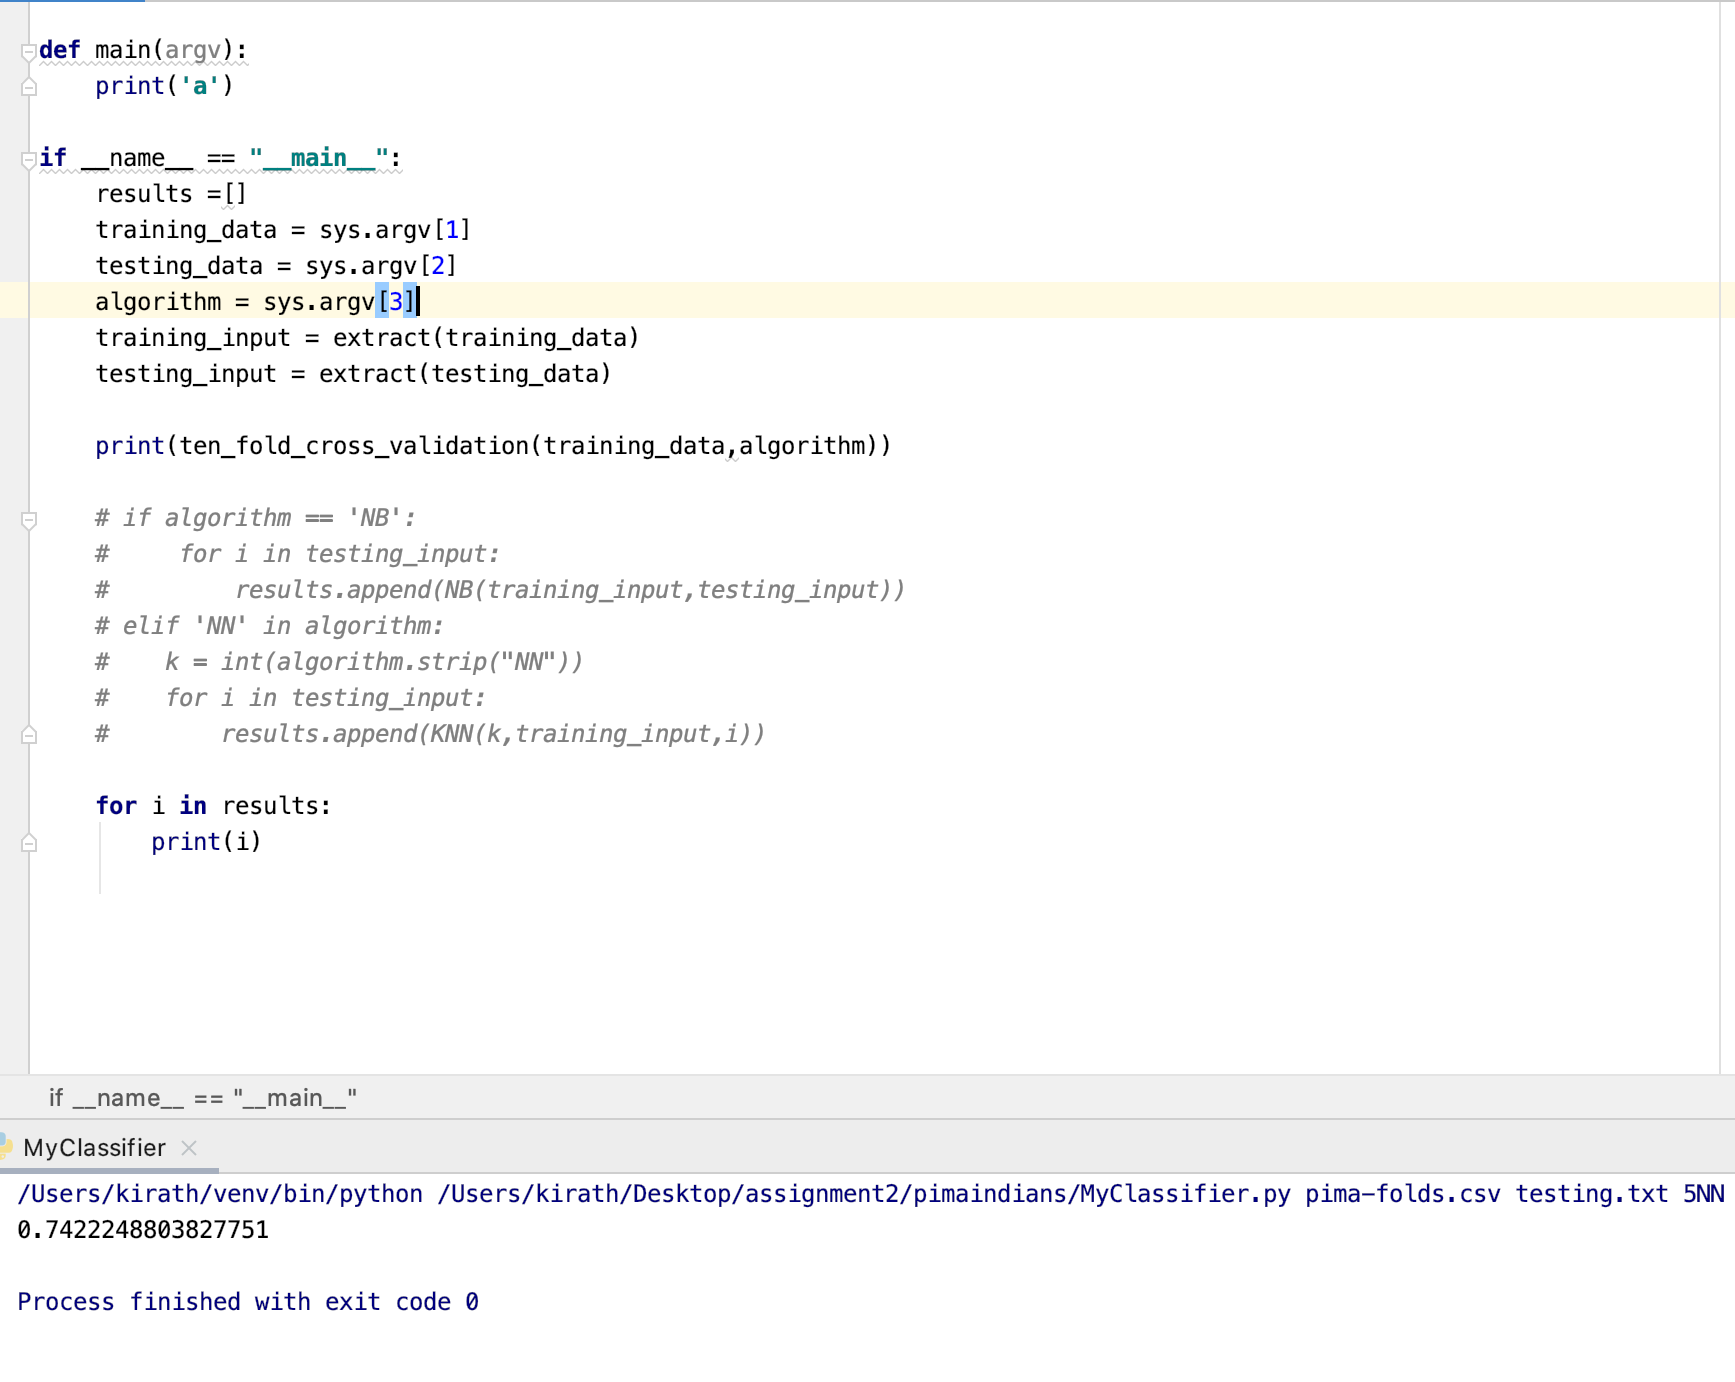 def main(argv):
    print('a')
if __name__ == "__main__":
    results =[]
    training_data = sys.argv[1]
    testing_data = sys.argv[2]
    algorithm = sys.argv[3]
    training_input = extract(training_data)
    testing_input = extract(testing_data)
    print(ten_fold_cross_validation(training_data,algorithm))
    # if algorithm == 'NB':
    #     for i in testing_input:
    #         results.append(NB(training_input,testing_input))
    # elif 'NN' in algorithm:
    #    k = int(algorithm.strip("NN"))
    #    for i in testing_input:
    #        results.append(KNN(k,training_input,i))
    for i in results:
        print(i)
if __name__ == "__main__"
MyClassifier
/Users/kirath/venv/bin/python /Users/kirath/Desktop/assignment2/pimaindians/MyClassifier.py pima-folds.csv testing.txt 5NN
0.7422248803827751
Process finished with exit code 0